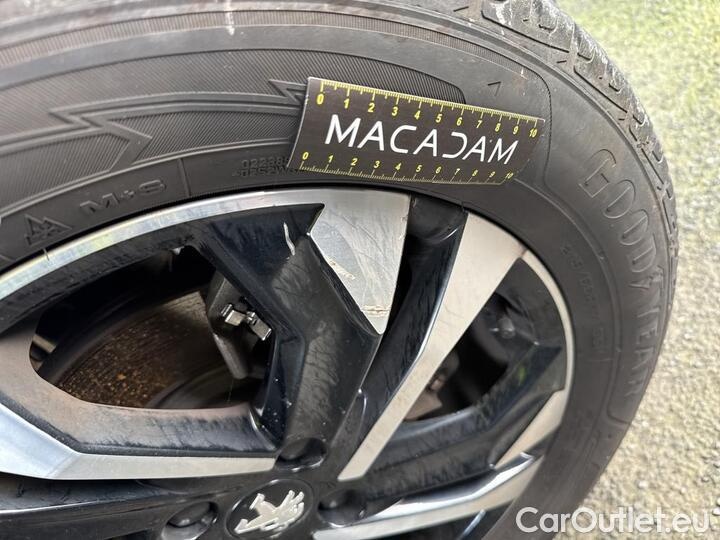 0 1 2 3 4 5 6 7 8 9 10
MACADAM
0 1 2 3 4 5 6 7 8 9 10
M+S
GOODYEAR
CarOutlet.eu